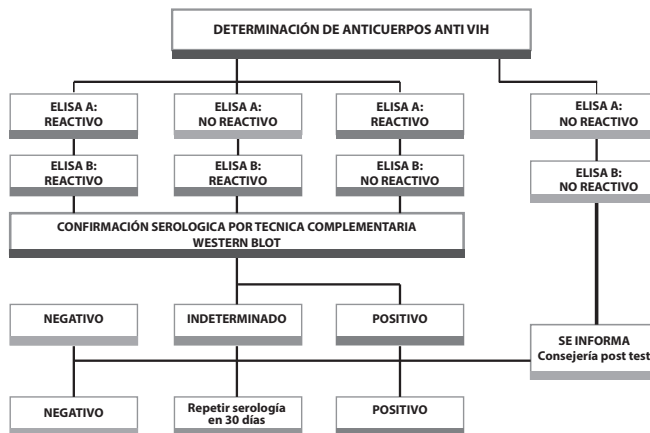 DETERMINACIÓN DE ANTICUERPOS ANTI VIH
ELISA A:
REACTIVO
ELISA A:
NO REACTIVO
ELISA A:
REACTIVO
ELISA A:
NO REACTIVO
ELISA B:
REACTIVO
ELISA B:
REACTIVO
ELISA B:
NO REACTIVO
ELISA B:
NO REACTIVO
CONFIRMACIÓN SEROLOGICA POR TECNICA COMPLEMENTARIA
WESTERN BLOT
NEGATIVO
INDETERMINADO
POSITIVO
SE INFORMA
Consejería post test
NEGATIVO
Repetir serología
en 30 días
POSITIVO